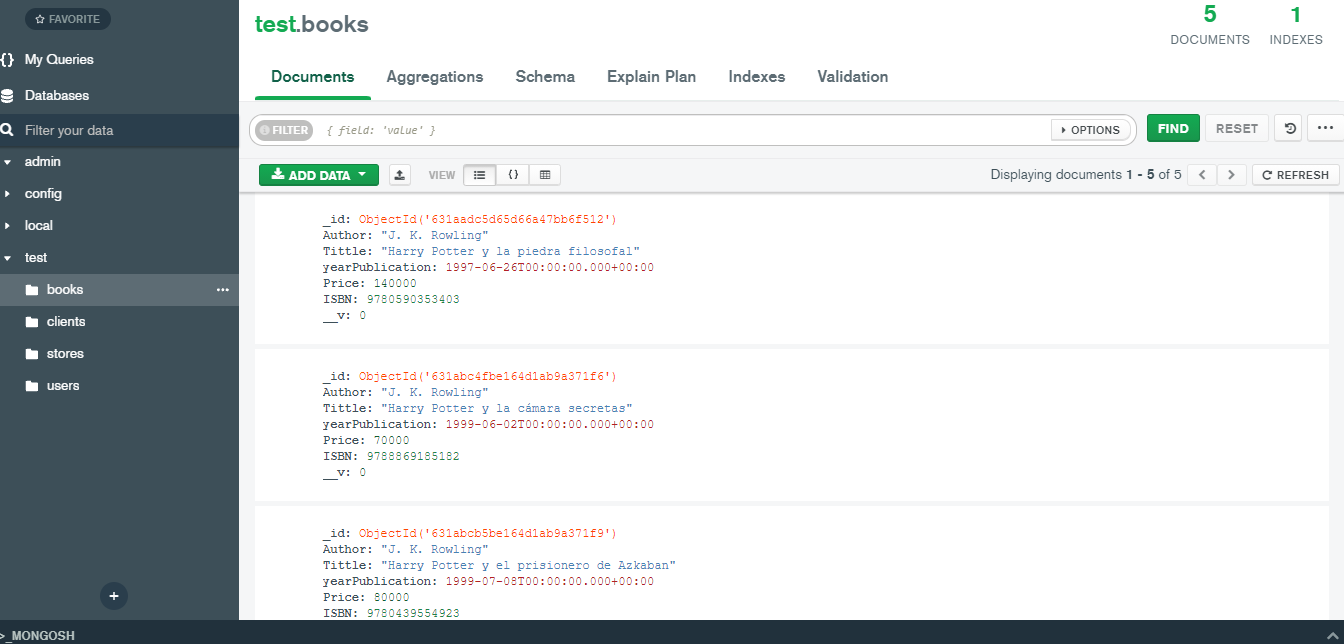 FAVORITE
My Queries
Databases
Filter your data
admin
config
local
test
books
clients
stores
users
>_MONGOSH
test.books
5
DOCUMENTS
1
INDEXES
Documents Aggregations Schema Explain Plan Indexes Validation
FILTER { field: 'value' } OPTIONS FIND RESET
ADD DATA VIEW {} Displaying documents 1 - 5 of 5 REFRESH
_id: ObjectId('631aadc5d65d66a47bb6f512')
Author: "J. K. Rowling"
Tittle: "Harry Potter y la piedra filosofal"
yearPublication: 1997-06-26T00:00:00.000+00:00
Price: 140000
ISBN: 9780590353403
__v: 0
_id: ObjectId('631abc4fbe164d1ab9a371f6')
Author: "J. K. Rowling"
Tittle: "Harry Potter y la cámara secretas"
yearPublication: 1999-06-02T00:00:00.000+00:00
Price: 70000
ISBN: 9788869185182
__v: 0
_id: ObjectId('631abcb5be164d1ab9a371f9')
Author: "J. K. Rowling"
Tittle: "Harry Potter y el prisionero de Azkaban"
yearPublication: 1999-07-08T00:00:00.000+00:00
Price: 80000
ISBN: 9780439554923